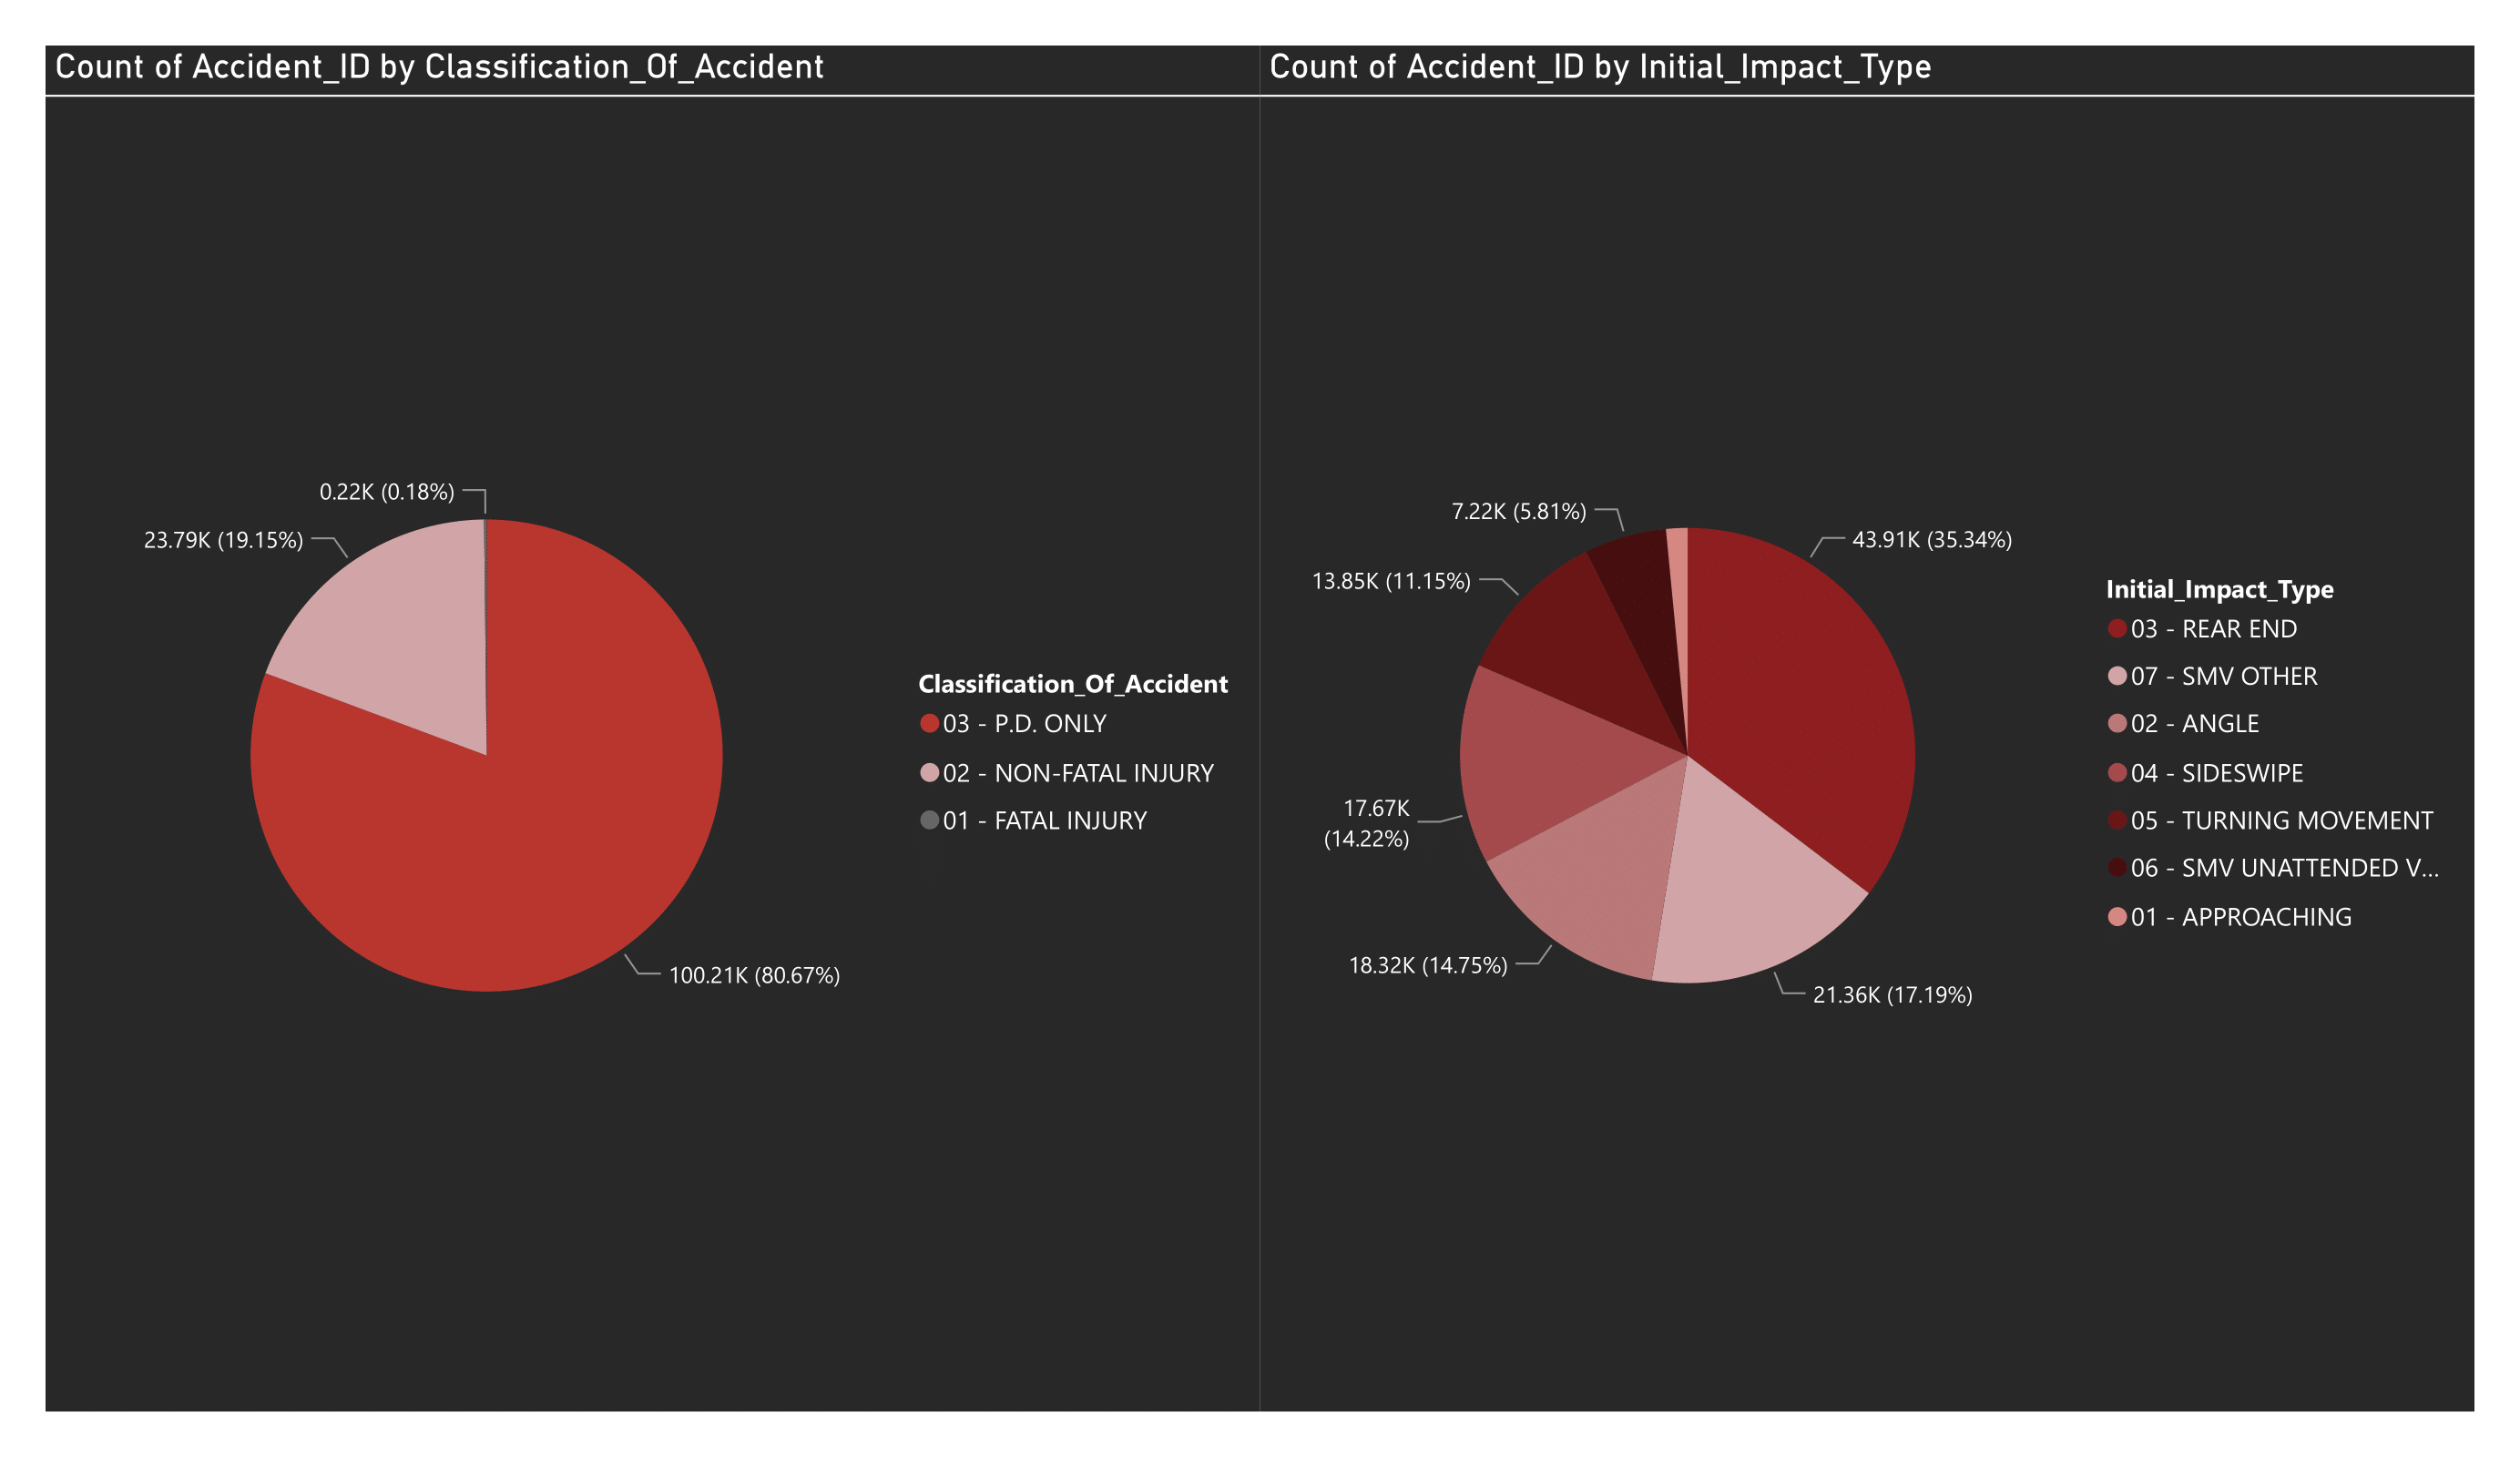 Count of Accident_ID by Classification_Of_Accident
0.22K (0.18%)
23.79K (19.15%)
100.21K (80.67%)
Classification_Of_Accident
03 - P.D. ONLY
02 - NON-FATAL INJURY
01 - FATAL INJURY
Count of Accident_ID by Initial_Impact_Type
7.22K (5.81%)
43.91K (35.34%)
13.85K (11.15%)
17.67K
(14.22%)
18.32K (14.75%)
21.36K (17.19%)
Initial_Impact_Type
03 - REAR END
07 - SMV OTHER
02 - ANGLE
04 - SIDESWIPE
05 - TURNING MOVEMENT
06 - SMV UNATTENDED V...
01 - APPROACHING